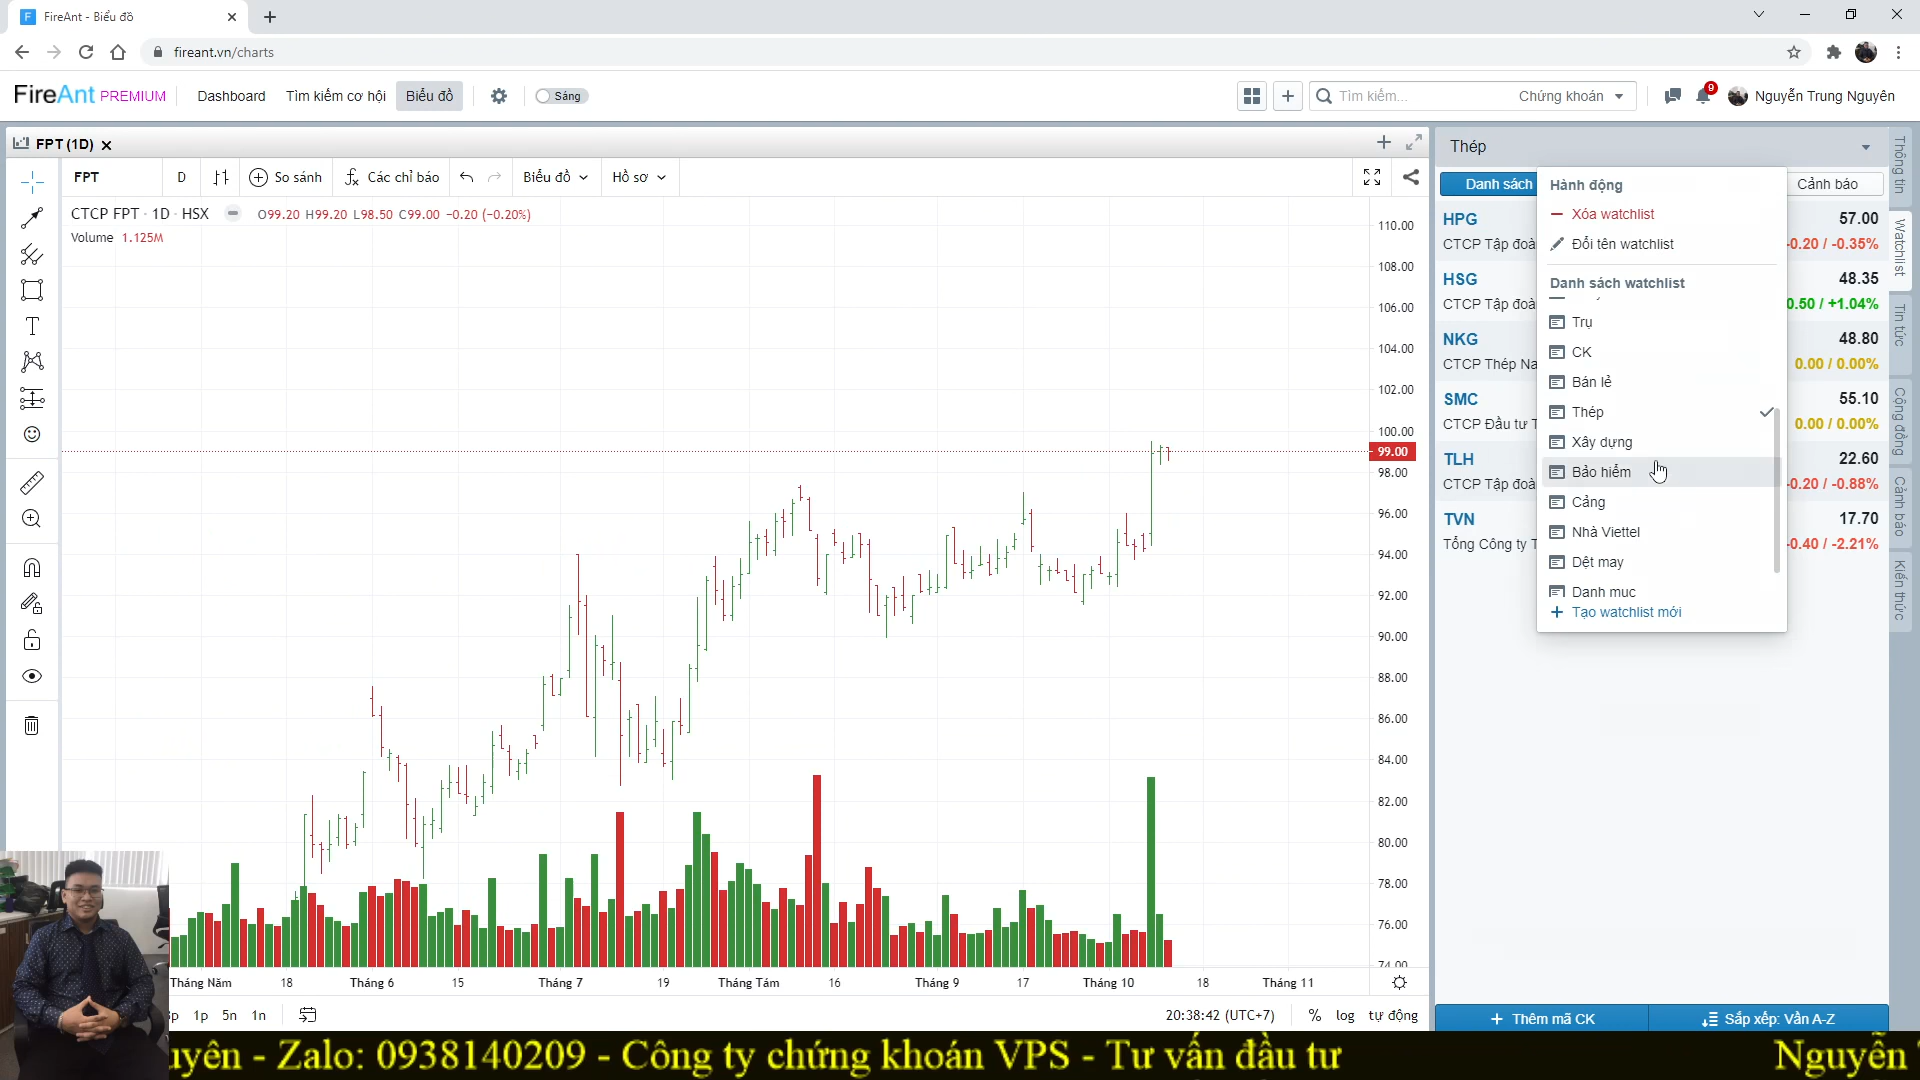 FireAnt - Biểu đồ
fireant.vn/charts
FireAnt PREMIUM Dashboard Tìm kiếm cơ hội Biểu đồ Sáng Tìm kiếm... Chứng khoán 9 Nguyễn Trung Nguyên
FPT (1D)
FPT D So sánh Các chỉ báo Biểu đồ Hồ sơ
CTCP FPT · 1D · HSX O99.20 H99.20 L98.50 C99.00 -0.20 (-0.20%)
Volume 1.125M
110.00
108.00
106.00
104.00
102.00
100.00
99.00
98.00
96.00
94.00
92.00
90.00
88.00
86.00
84.00
82.00
80.00
78.00
76.00
74.00
Tháng Năm 18 Tháng 6 15 Tháng 7 19 Tháng Tám 16 Tháng 9 17 Tháng 10 18 Tháng 11
1p 5n 1n 20:38:42 (UTC+7) % log tự động
Thép
Danh sách Cảnh báo
HPG 57.00
CTCP Tập đoà -0.20 / -0.35%
HSG 48.35
CTCP Tập đoà 0.50 / +1.04%
NKG 48.80
CTCP Thép Na 0.00 / 0.00%
SMC 55.10
CTCP Đầu tư T 0.00 / 0.00%
TLH 22.60
CTCP Tập đoà -0.20 / -0.88%
TVN 17.70
Tổng Công ty T -0.40 / -2.21%
Hành động
Xóa watchlist
Đổi tên watchlist
Danh sách watchlist
Trụ
CK
Bán lẻ
Thép
Xây dựng
Bảo hiểm
Cảng
Nhà Viettel
Dệt may
Danh mục
Tạo watchlist mới
Thông tin
Watchlist
Tin tức
Cộng đồng
Cảnh báo
Kiến thức
Thêm mã CK Sắp xếp: Vần A-Z
uyên - Zalo: 0938140209 - Công ty chứng khoán VPS - Tư vấn đầu tư Nguyễn